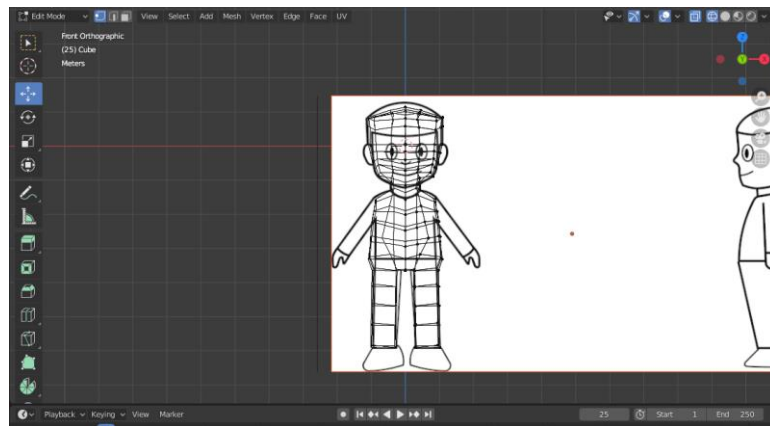 Edit Mode View Select Add Mesh Vertex Edge Face UV
Front Orthographic
(25) Cube
Meters
Z
Y
X
Playback Keying View Marker 25 Start 1 End 250